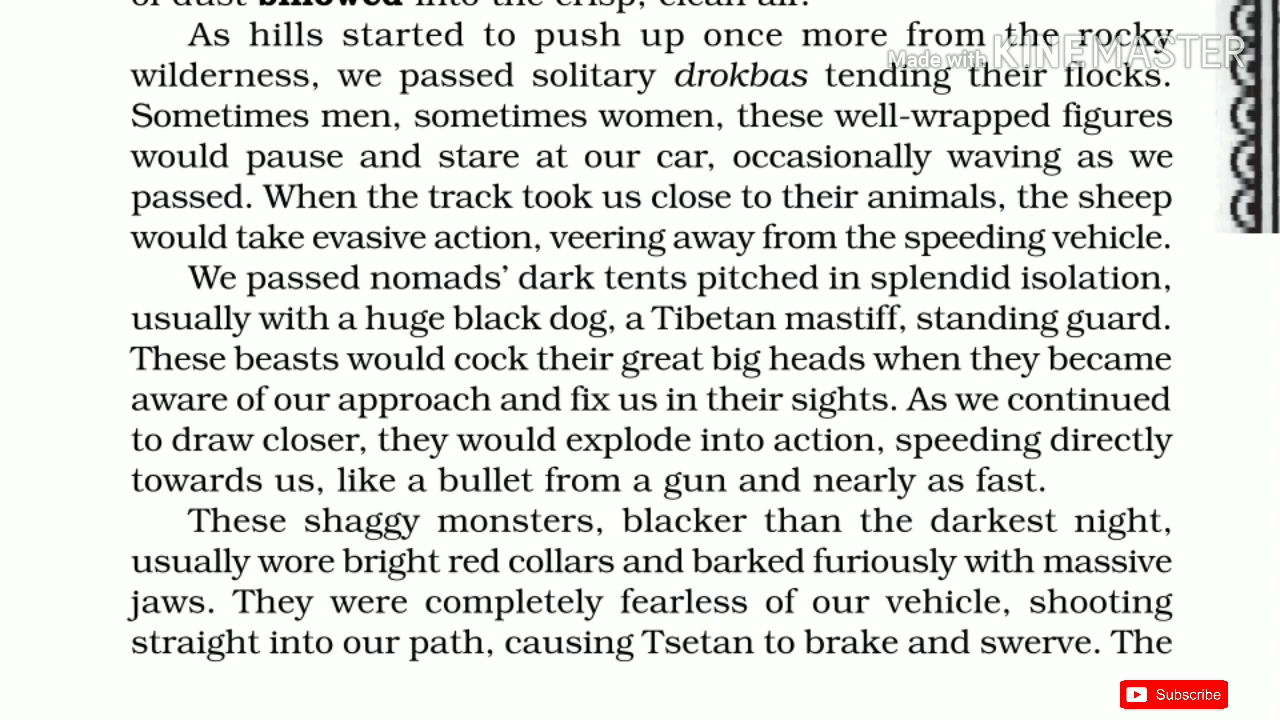 of dust billowed into the crisp, clean air.
As hills started to push up once more from the rocky
Made with KINEMASTER
wilderness, we passed solitary drokbas tending their flocks.
Sometimes men, sometimes women, these well-wrapped figures
would pause and stare at our car, occasionally waving as we
passed. When the track took us close to their animals, the sheep
would take evasive action, veering away from the speeding vehicle.
We passed nomads’ dark tents pitched in splendid isolation,
usually with a huge black dog, a Tibetan mastiff, standing guard.
These beasts would cock their great big heads when they became
aware of our approach and fix us in their sights. As we continued
to draw closer, they would explode into action, speeding directly
towards us, like a bullet from a gun and nearly as fast.
These shaggy monsters, blacker than the darkest night,
usually wore bright red collars and barked furiously with massive
jaws. They were completely fearless of our vehicle, shooting
straight into our path, causing Tsetan to brake and swerve. The
Subscribe